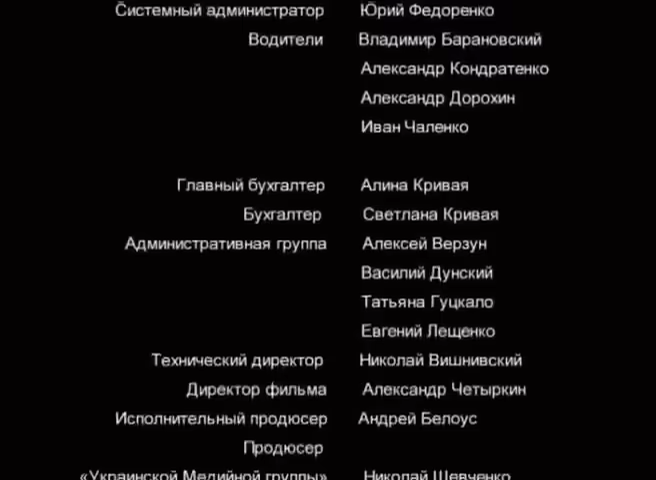 Системный администратор Юрий Федоренко
Водители Владимир Барановский
Александр Кондратенко
Александр Дорохин
Иван Чаленко
Главный бухгалтер Алина Кривая
Бухгалтер Светлана Кривая
Административная группа Алексей Верзун
Василий Дунский
Татьяна Гуцкало
Евгений Лещенко
Технический директор Николай Вишнивский
Директор фильма Александр Четыркин
Исполнительный продюсер Андрей Белоус
Продюсер
«Украинской Медийной группы» Николай Шевченко